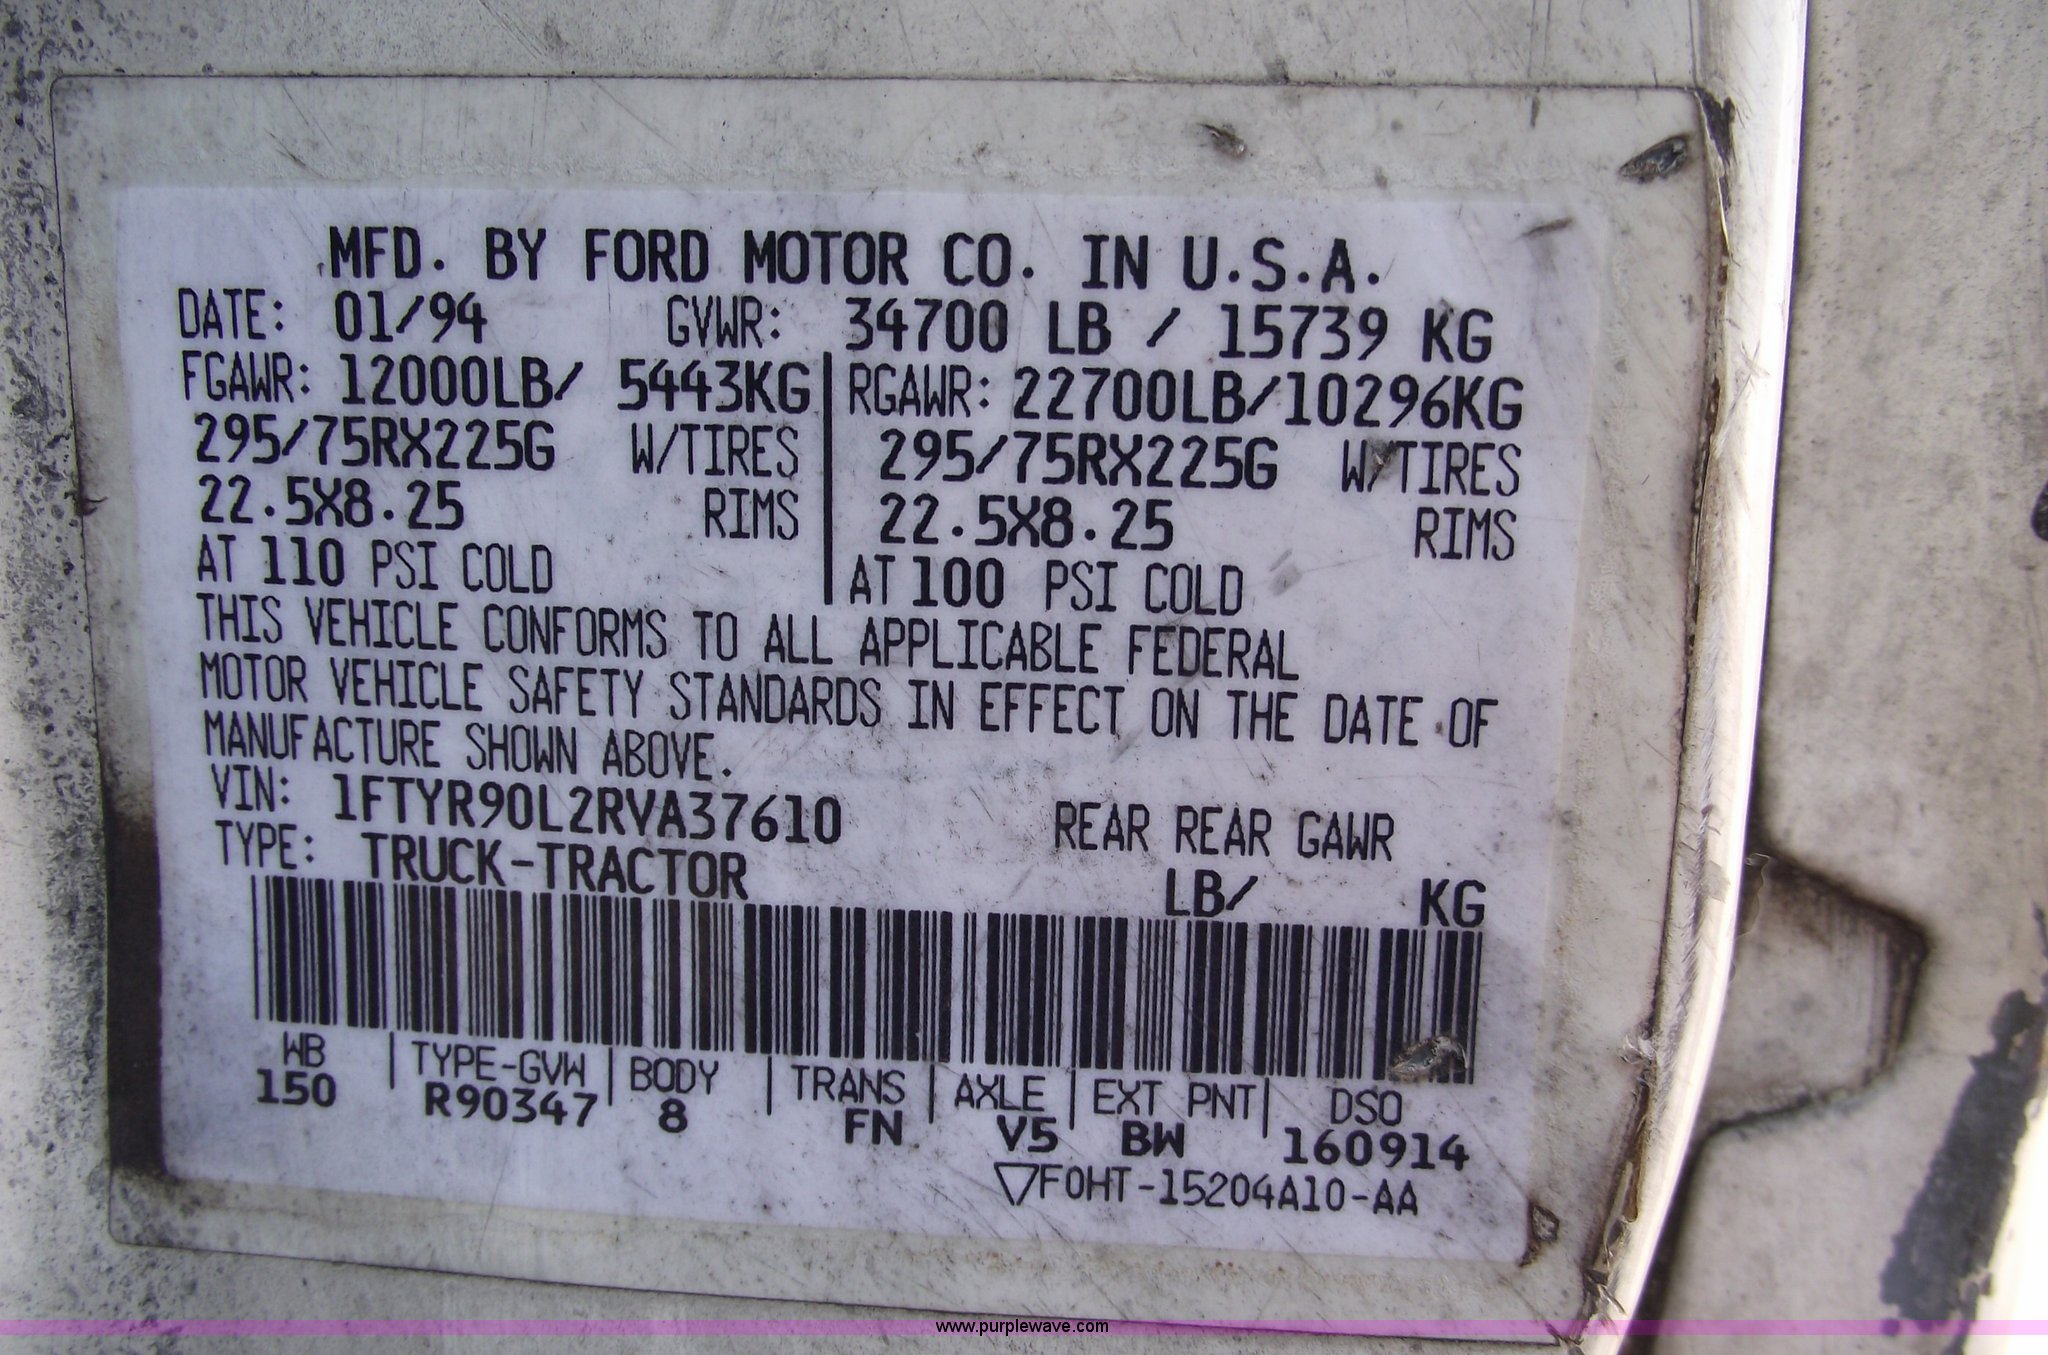 MFD. BY FORD MOTOR CO. IN U.S.A.
DATE: 01/94 GVWR: 34700 LB / 15739 KG
FGAWR: 12000LB/ 5443KG RGAWR: 22700LB/10296KG
295/75RX225G W/TIRES 295/75RX225G W/TIRES
22.5X8.25 RIMS 22.5X8.25 RIMS
AT 110 PSI COLD AT 100 PSI COLD
THIS VEHICLE CONFORMS TO ALL APPLICABLE FEDERAL
MOTOR VEHICLE SAFETY STANDARDS IN EFFECT ON THE DATE OF
MANUFACTURE SHOWN ABOVE.
VIN: 1FTYR90L2RVA37610 REAR REAR GAWR
TYPE: TRUCK-TRACTOR LB/ KG
WB TYPE-GVW BODY TRANS AXLE EXT PNT DSO
150 R90347 8 FN V5 BW 160914
▽F0HT-15204A10-AA
www.purplewave.com